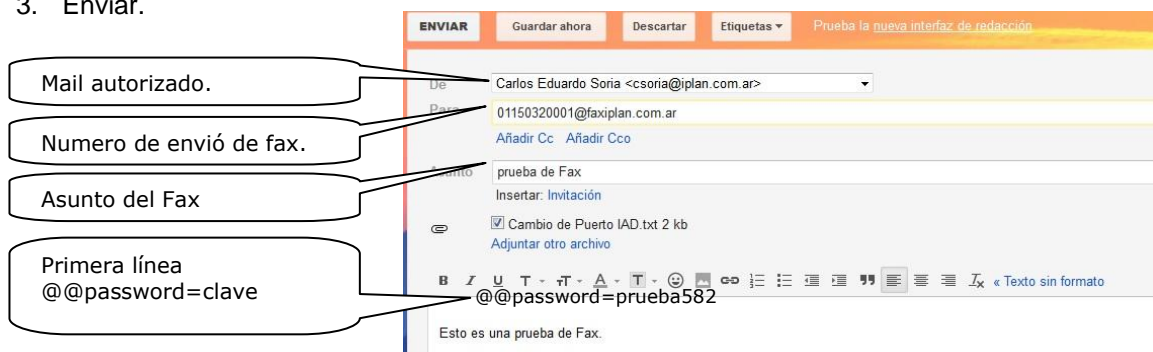 3. Enviar.
ENVIAR Guardar ahora Descartar Etiquetas Prueba la nueva interfaz de redacción
Mail autorizado.
De Carlos Eduardo Soria <csoria@iplan.com.ar>
Para 01150320001@faxiplan.com.ar
Numero de envió de fax.
Añadir Cc Añadir Cco
Asunto del Fax
Asunto prueba de Fax
Insertar: Invitación
Cambio de Puerto IAD.txt 2 kb
Adjuntar otro archivo
Primera línea
@@password=clave
B I U T T A T Tx « Texto sin formato
@@password=prueba582
Esto es una prueba de Fax.